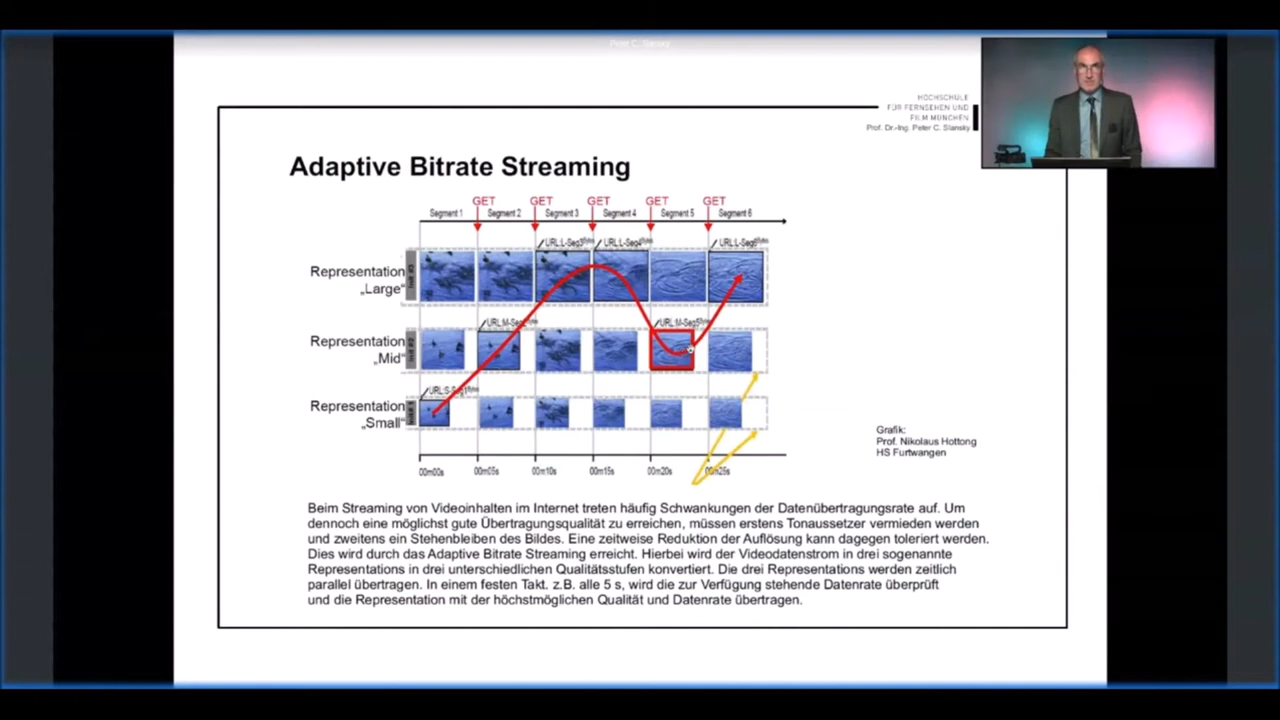 Peter C. Slansky
HOCHSCHULE
FÜR FERNSEHEN UND
FILM MÜNCHEN
Prof. Dr.-Ing. Peter C. Slansky
Adaptive Bitrate Streaming
GET GET GET GET GET
Segment 1 Segment 2 Segment 3 Segment 4 Segment 5 Segment 6
Representation
„Large“
Representation
„Mid“
Representation
„Small“
00m00s 00m05s 00m10s 00m15s 00m20s 00m25s
Grafik:
Prof. Nikolaus Hottong
HS Furtwangen
Beim Streaming von Videoinhalten im Internet treten häufig Schwankungen der Datenübertragungsrate auf. Um
dennoch eine möglichst gute Übertragungsqualität zu erreichen, müssen erstens Tonaussetzer vermieden werden
und zweitens ein Stehenbleiben des Bildes. Eine zeitweise Reduktion der Auflösung kann dagegen toleriert werden.
Dies wird durch das Adaptive Bitrate Streaming erreicht. Hierbei wird der Videodatenstrom in drei sogenannte
Representations in drei unterschiedlichen Qualitätsstufen konvertiert. Die drei Representations werden zeitlich
parallel übertragen. In einem festen Takt. z.B. alle 5 s, wird die zur Verfügung stehende Datenrate überprüft
und die Representation mit der höchstmöglichen Qualität und Datenrate übertragen.